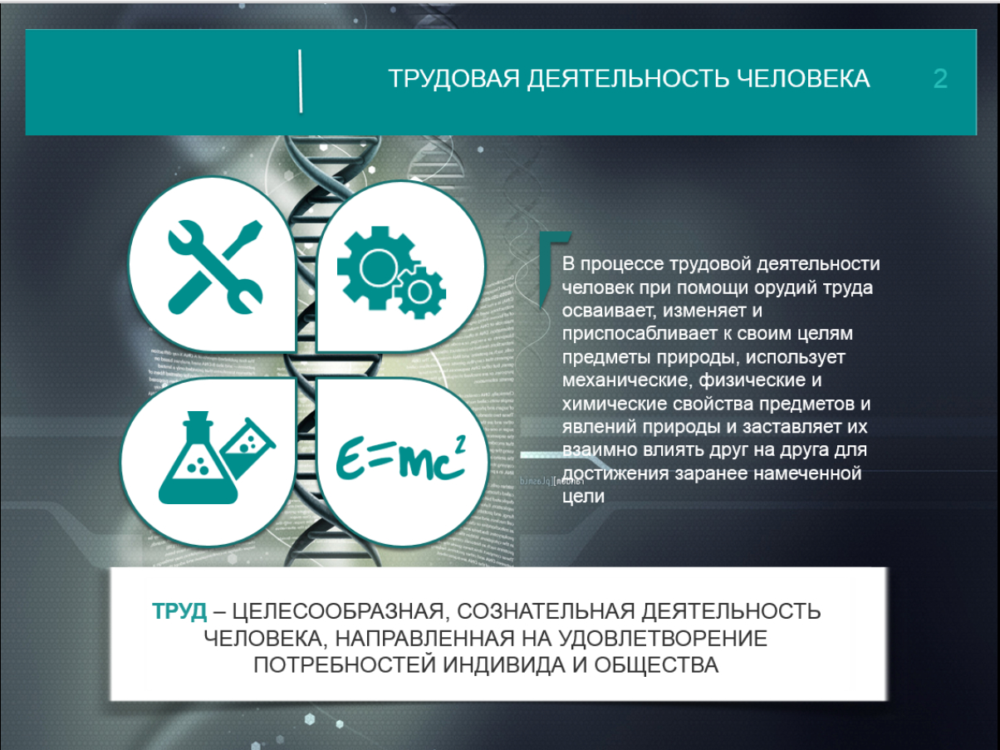 ТРУДОВАЯ ДЕЯТЕЛЬНОСТЬ ЧЕЛОВЕКА 2
В процессе трудовой деятельности
человек при помощи орудий труда
осваивает, изменяет и
приспосабливает к своим целям
предметы природы, использует
механические, физические и
химические свойства предметов и
явлений природы и заставляет их
взаимно влиять друг на друга для
достижения заранее намеченной
цели
E=mc²
ТРУД – ЦЕЛЕСООБРАЗНАЯ, СОЗНАТЕЛЬНАЯ ДЕЯТЕЛЬНОСТЬ
ЧЕЛОВЕКА, НАПРАВЛЕННАЯ НА УДОВЛЕТВОРЕНИЕ
ПОТРЕБНОСТЕЙ ИНДИВИДА И ОБЩЕСТВА